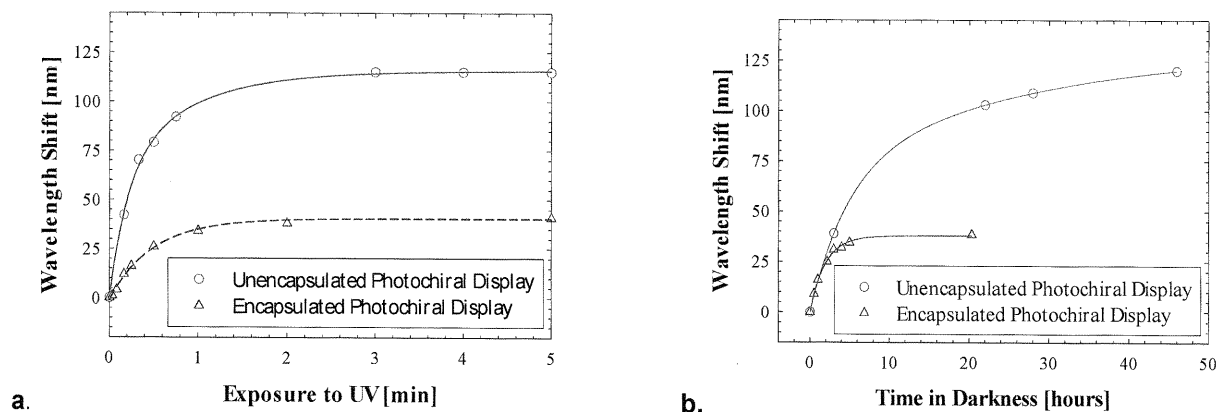 Wavelength Shift [nm]
125
100
75
50
25
0
Unencapsulated Photochiral Display
Encapsulated Photochiral Display
0 1 2 3 4 5
Exposure to UV [min]
a.
Wavelength Shift [nm]
125
100
75
50
25
0
Unencapsulated Photochiral Display
Encapsulated Photochiral Display
0 10 20 30 40 50
Time in Darkness [hours]
b.